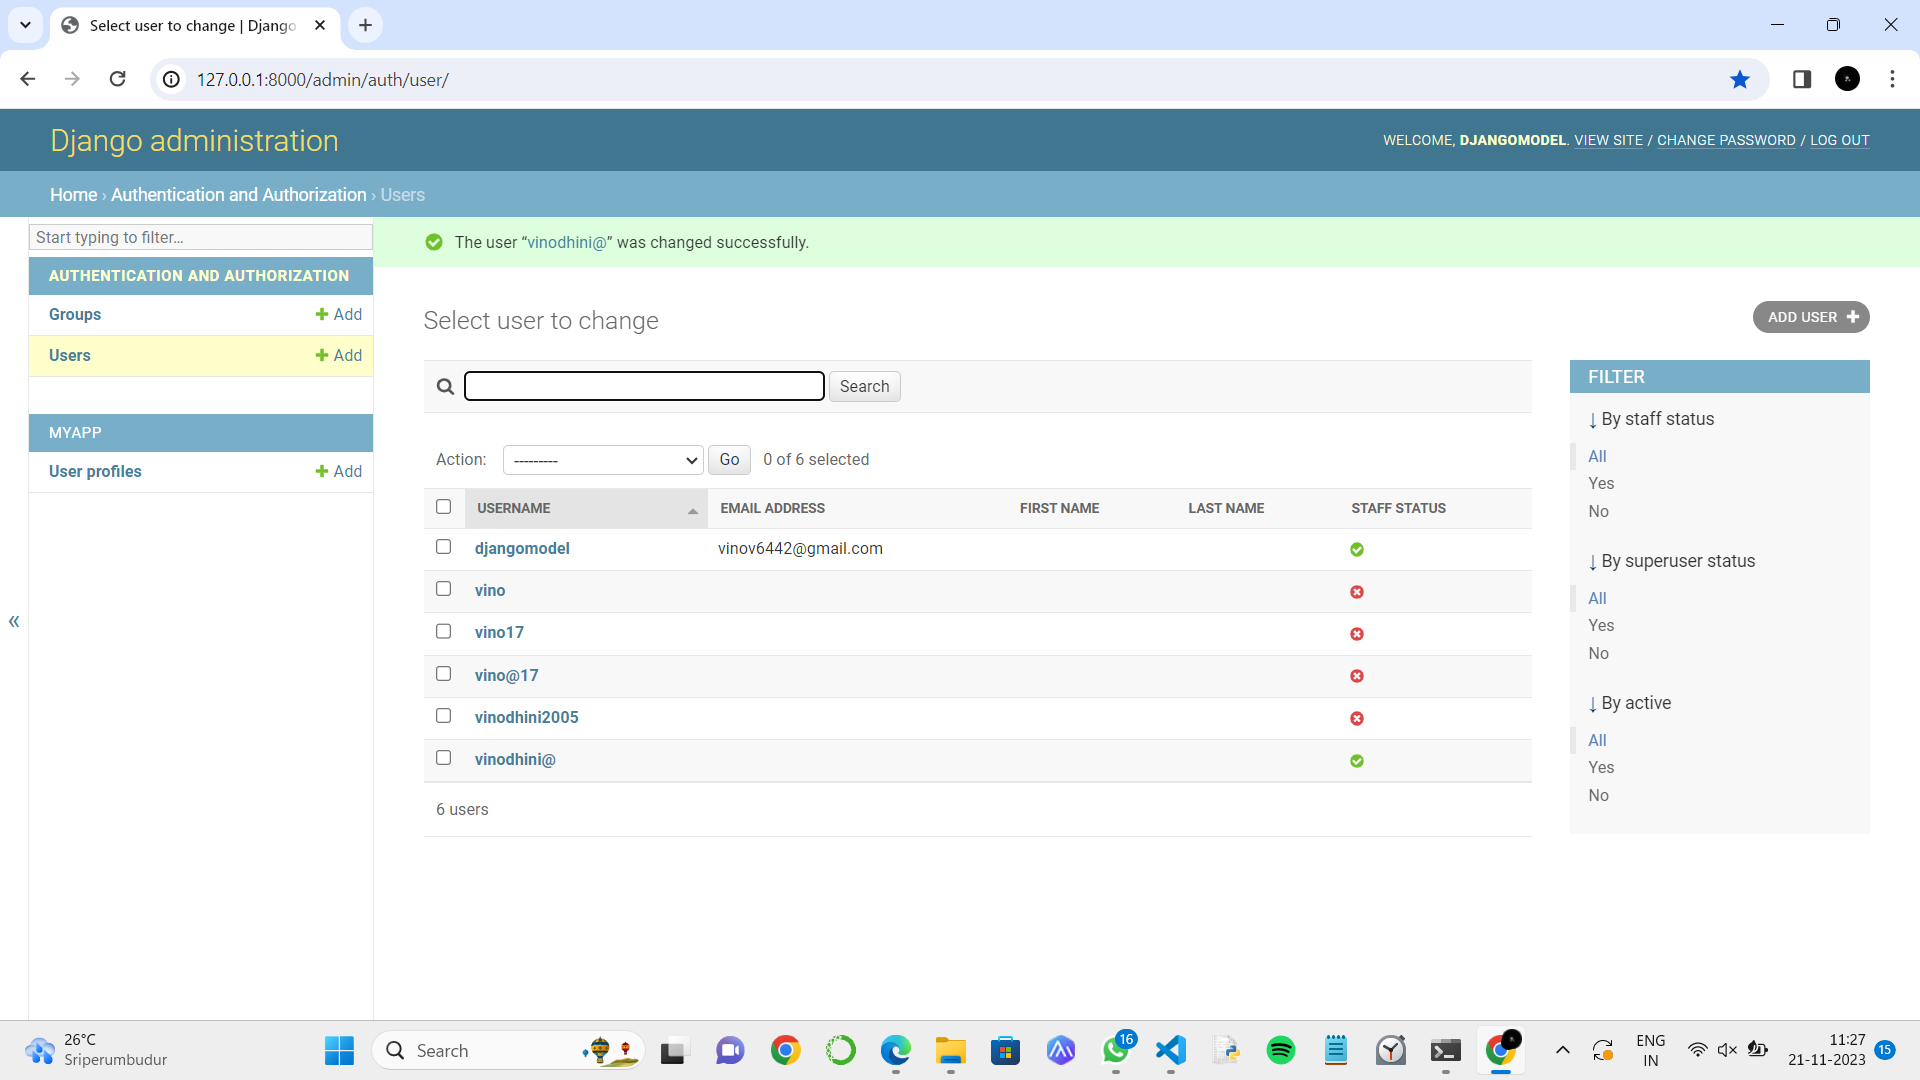 Select user to change | Django
127.0.0.1:8000/admin/auth/user/
Django administration
WELCOME, DJANGOMODEL. VIEW SITE / CHANGE PASSWORD / LOG OUT
Home › Authentication and Authorization › Users
Start typing to filter...
AUTHENTICATION AND AUTHORIZATION
Groups + Add
Users + Add
MYAPP
User profiles + Add
«
The user “vinodhini@” was changed successfully.
Select user to change
ADD USER +
Search
Action: --------- Go 0 of 6 selected
USERNAME EMAIL ADDRESS FIRST NAME LAST NAME STAFF STATUS
djangomodel vinov6442@gmail.com
vino
vino17
vino@17
vinodhini2005
vinodhini@
6 users
FILTER
↓ By staff status
All
Yes
No
↓ By superuser status
All
Yes
No
↓ By active
All
Yes
No
26°C
Sriperumbudur
Search
16
ENG
IN
11:27
21-11-2023
15